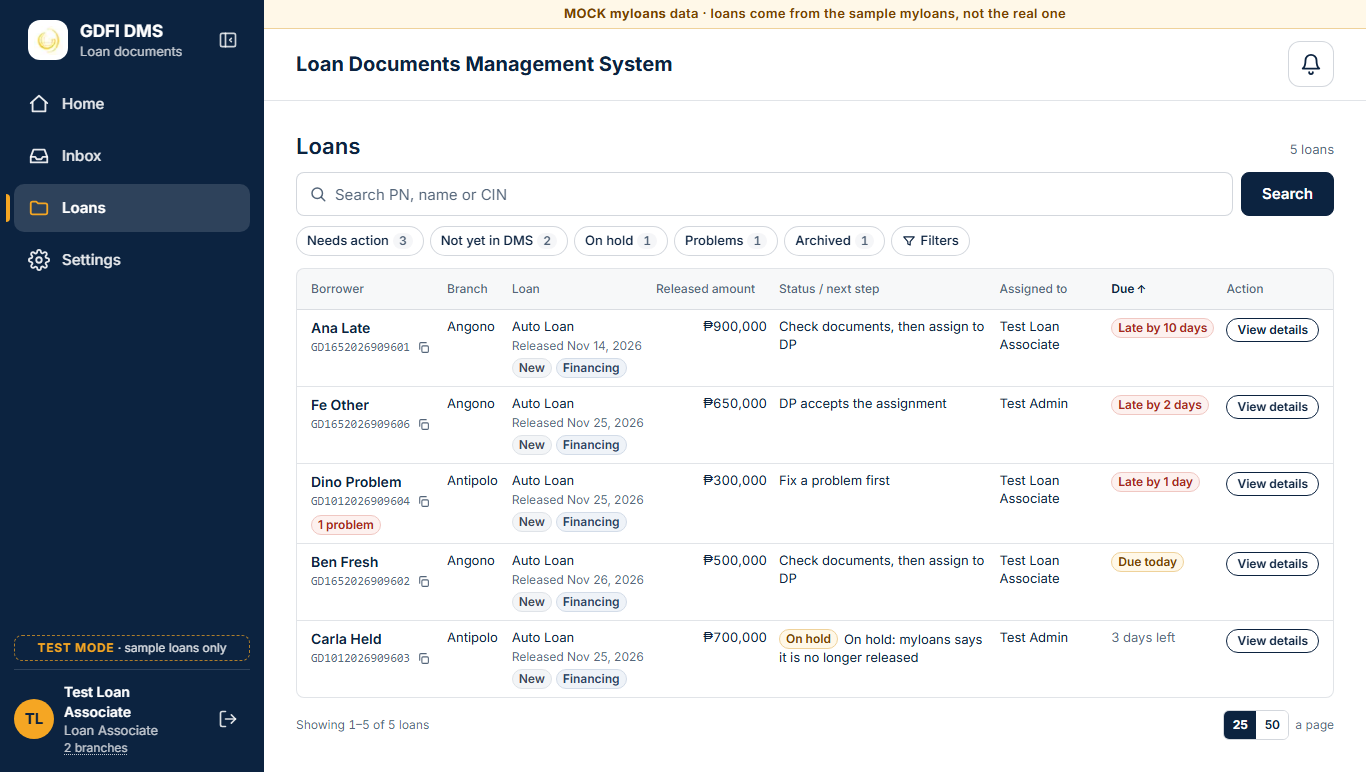 MOCK myloans data · loans come from the sample myloans, not the real one
GDFI DMS
Loan documents
Home
Inbox
Loans
Settings
TEST MODE · sample loans only
TL
Test Loan
Associate
Loan Associate
2 branches
Loan Documents Management System
Loans
5 loans
Search PN, name or CIN
Search
Needs action 3
Not yet in DMS 2
On hold 1
Problems 1
Archived 1
Filters
Borrower Branch Loan Released amount Status / next step Assigned to Due ↑ Action
Ana Late Angono Auto Loan ₱900,000 Check documents, then assign to Test Loan Late by 10 days View details
GD1652026909601 Released Nov 14, 2026 DP Associate
New Financing
Fe Other Angono Auto Loan ₱650,000 DP accepts the assignment Test Admin Late by 2 days View details
GD1652026909606 Released Nov 25, 2026
New Financing
Dino Problem Antipolo Auto Loan ₱300,000 Fix a problem first Test Loan Late by 1 day View details
GD1012026909604 Released Nov 25, 2026 Associate
1 problem New Financing
Ben Fresh Angono Auto Loan ₱500,000 Check documents, then assign to Test Loan Due today View details
GD1652026909602 Released Nov 26, 2026 DP Associate
New Financing
Carla Held Antipolo Auto Loan ₱700,000 On hold On hold: myloans says Test Admin 3 days left View details
GD1012026909603 Released Nov 25, 2026 it is no longer released
New Financing
Showing 1–5 of 5 loans
25 50 a page